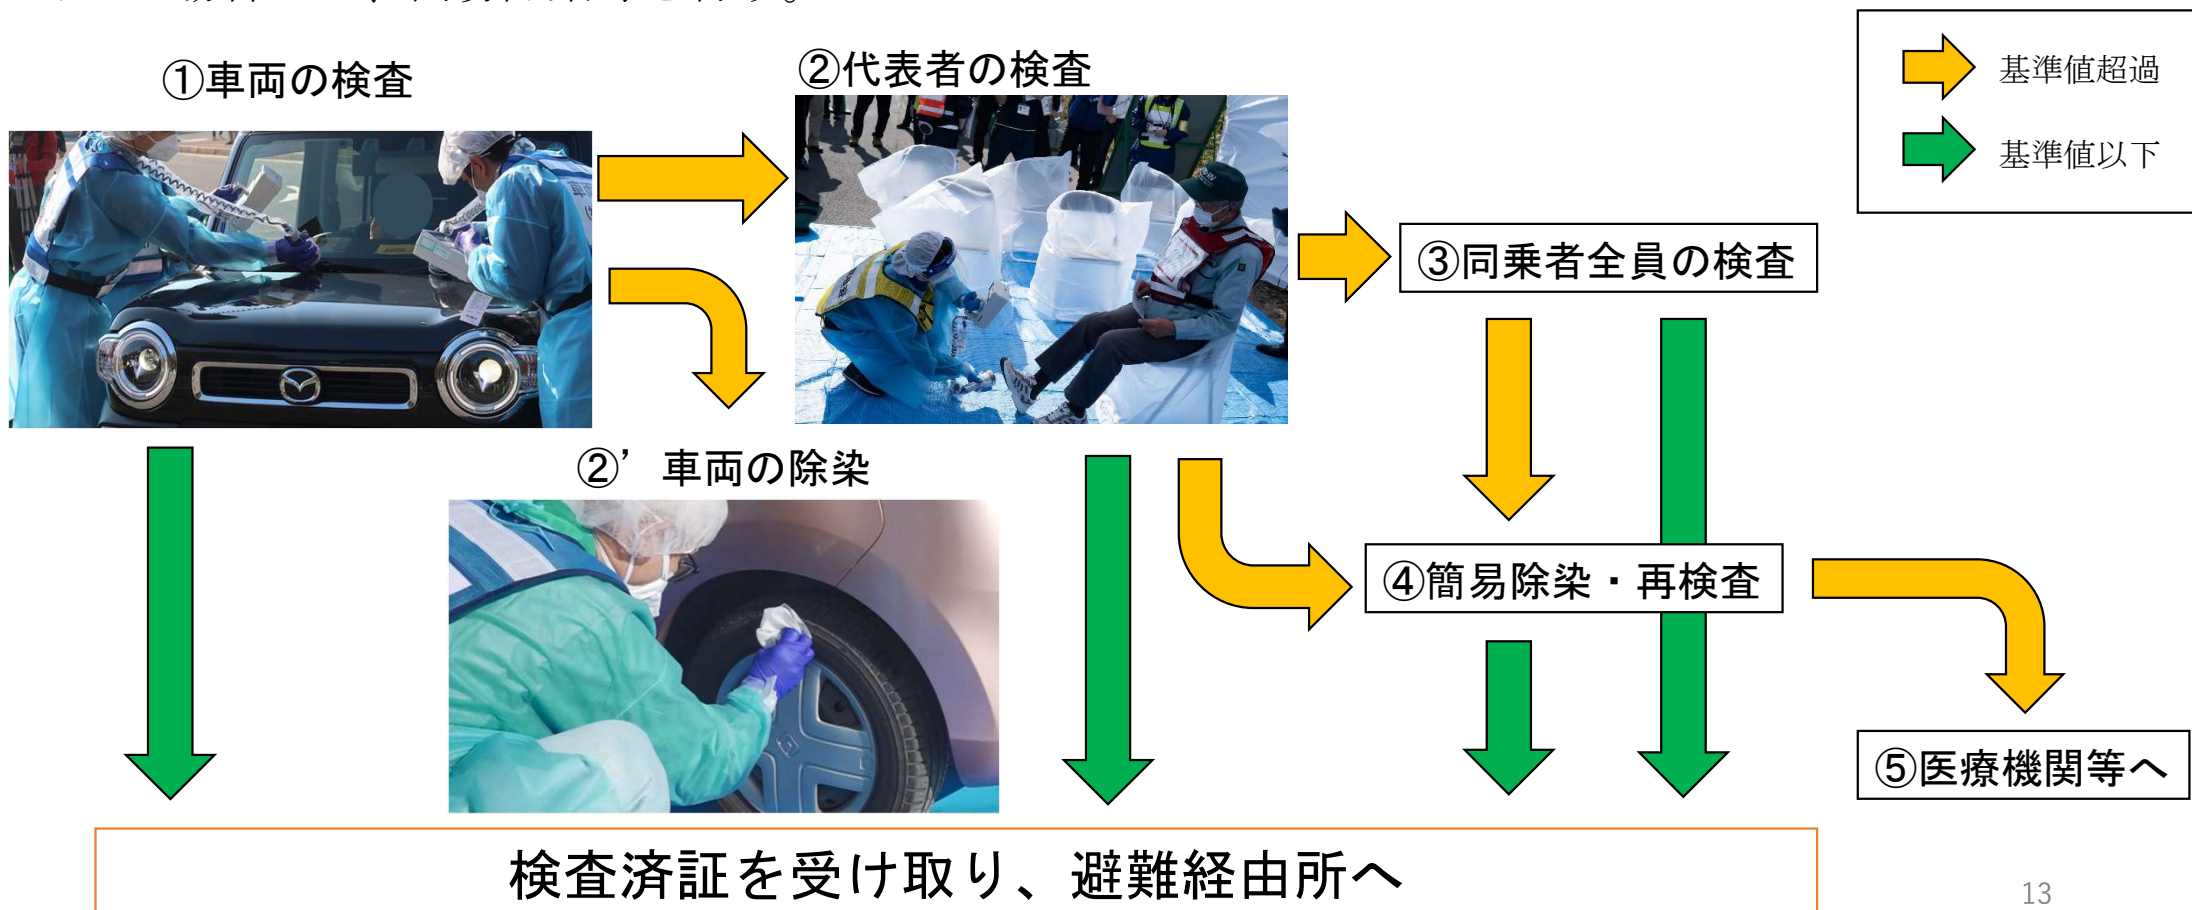 ①車両の検査
②代表者の検査
基準値超過
基準値以下
③同乗者全員の検査
②’車両の除染
④簡易除染・再検査
⑤医療機関等へ
検査済証を受け取り、避難経由所へ
13